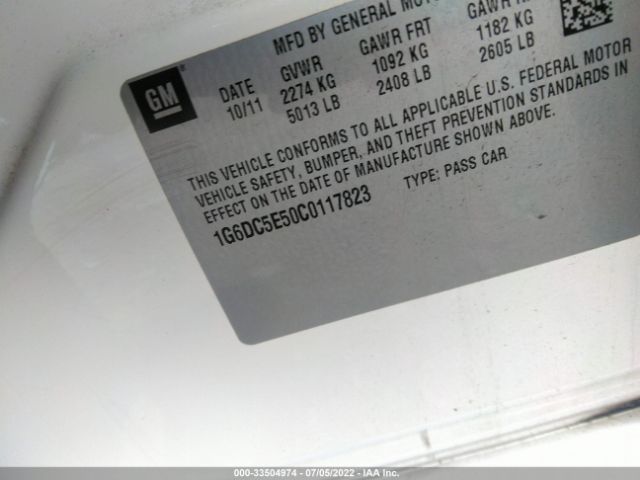 MFD BY GENERAL MOTOR
GM
DATE GVWR GAWR FRT GAWR
10/11 2274 KG 1092 KG 1182 KG
5013 LB 2408 LB 2605 LB
THIS VEHICLE CONFORMS TO ALL APPLICABLE U.S. FEDERAL MOTOR
VEHICLE SAFETY, BUMPER, AND THEFT PREVENTION STANDARDS IN
EFFECT ON THE DATE OF MANUFACTURE SHOWN ABOVE.
1G6DC5E50C0117823 TYPE: PASS CAR
000-33504974 - 07/05/2022 - IAA Inc.